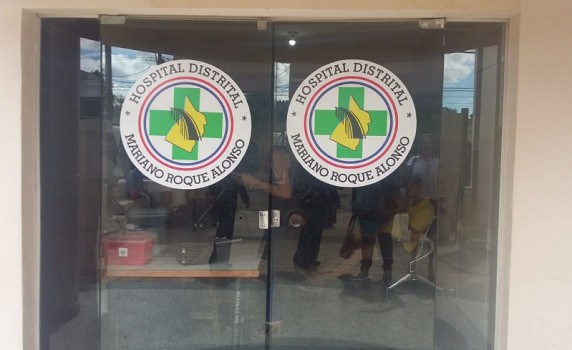 * HOSPITAL DISTRITAL *
MARIANO ROQUE ALONSO
* HOSPITAL DISTRITAL *
MARIANO ROQUE ALONSO